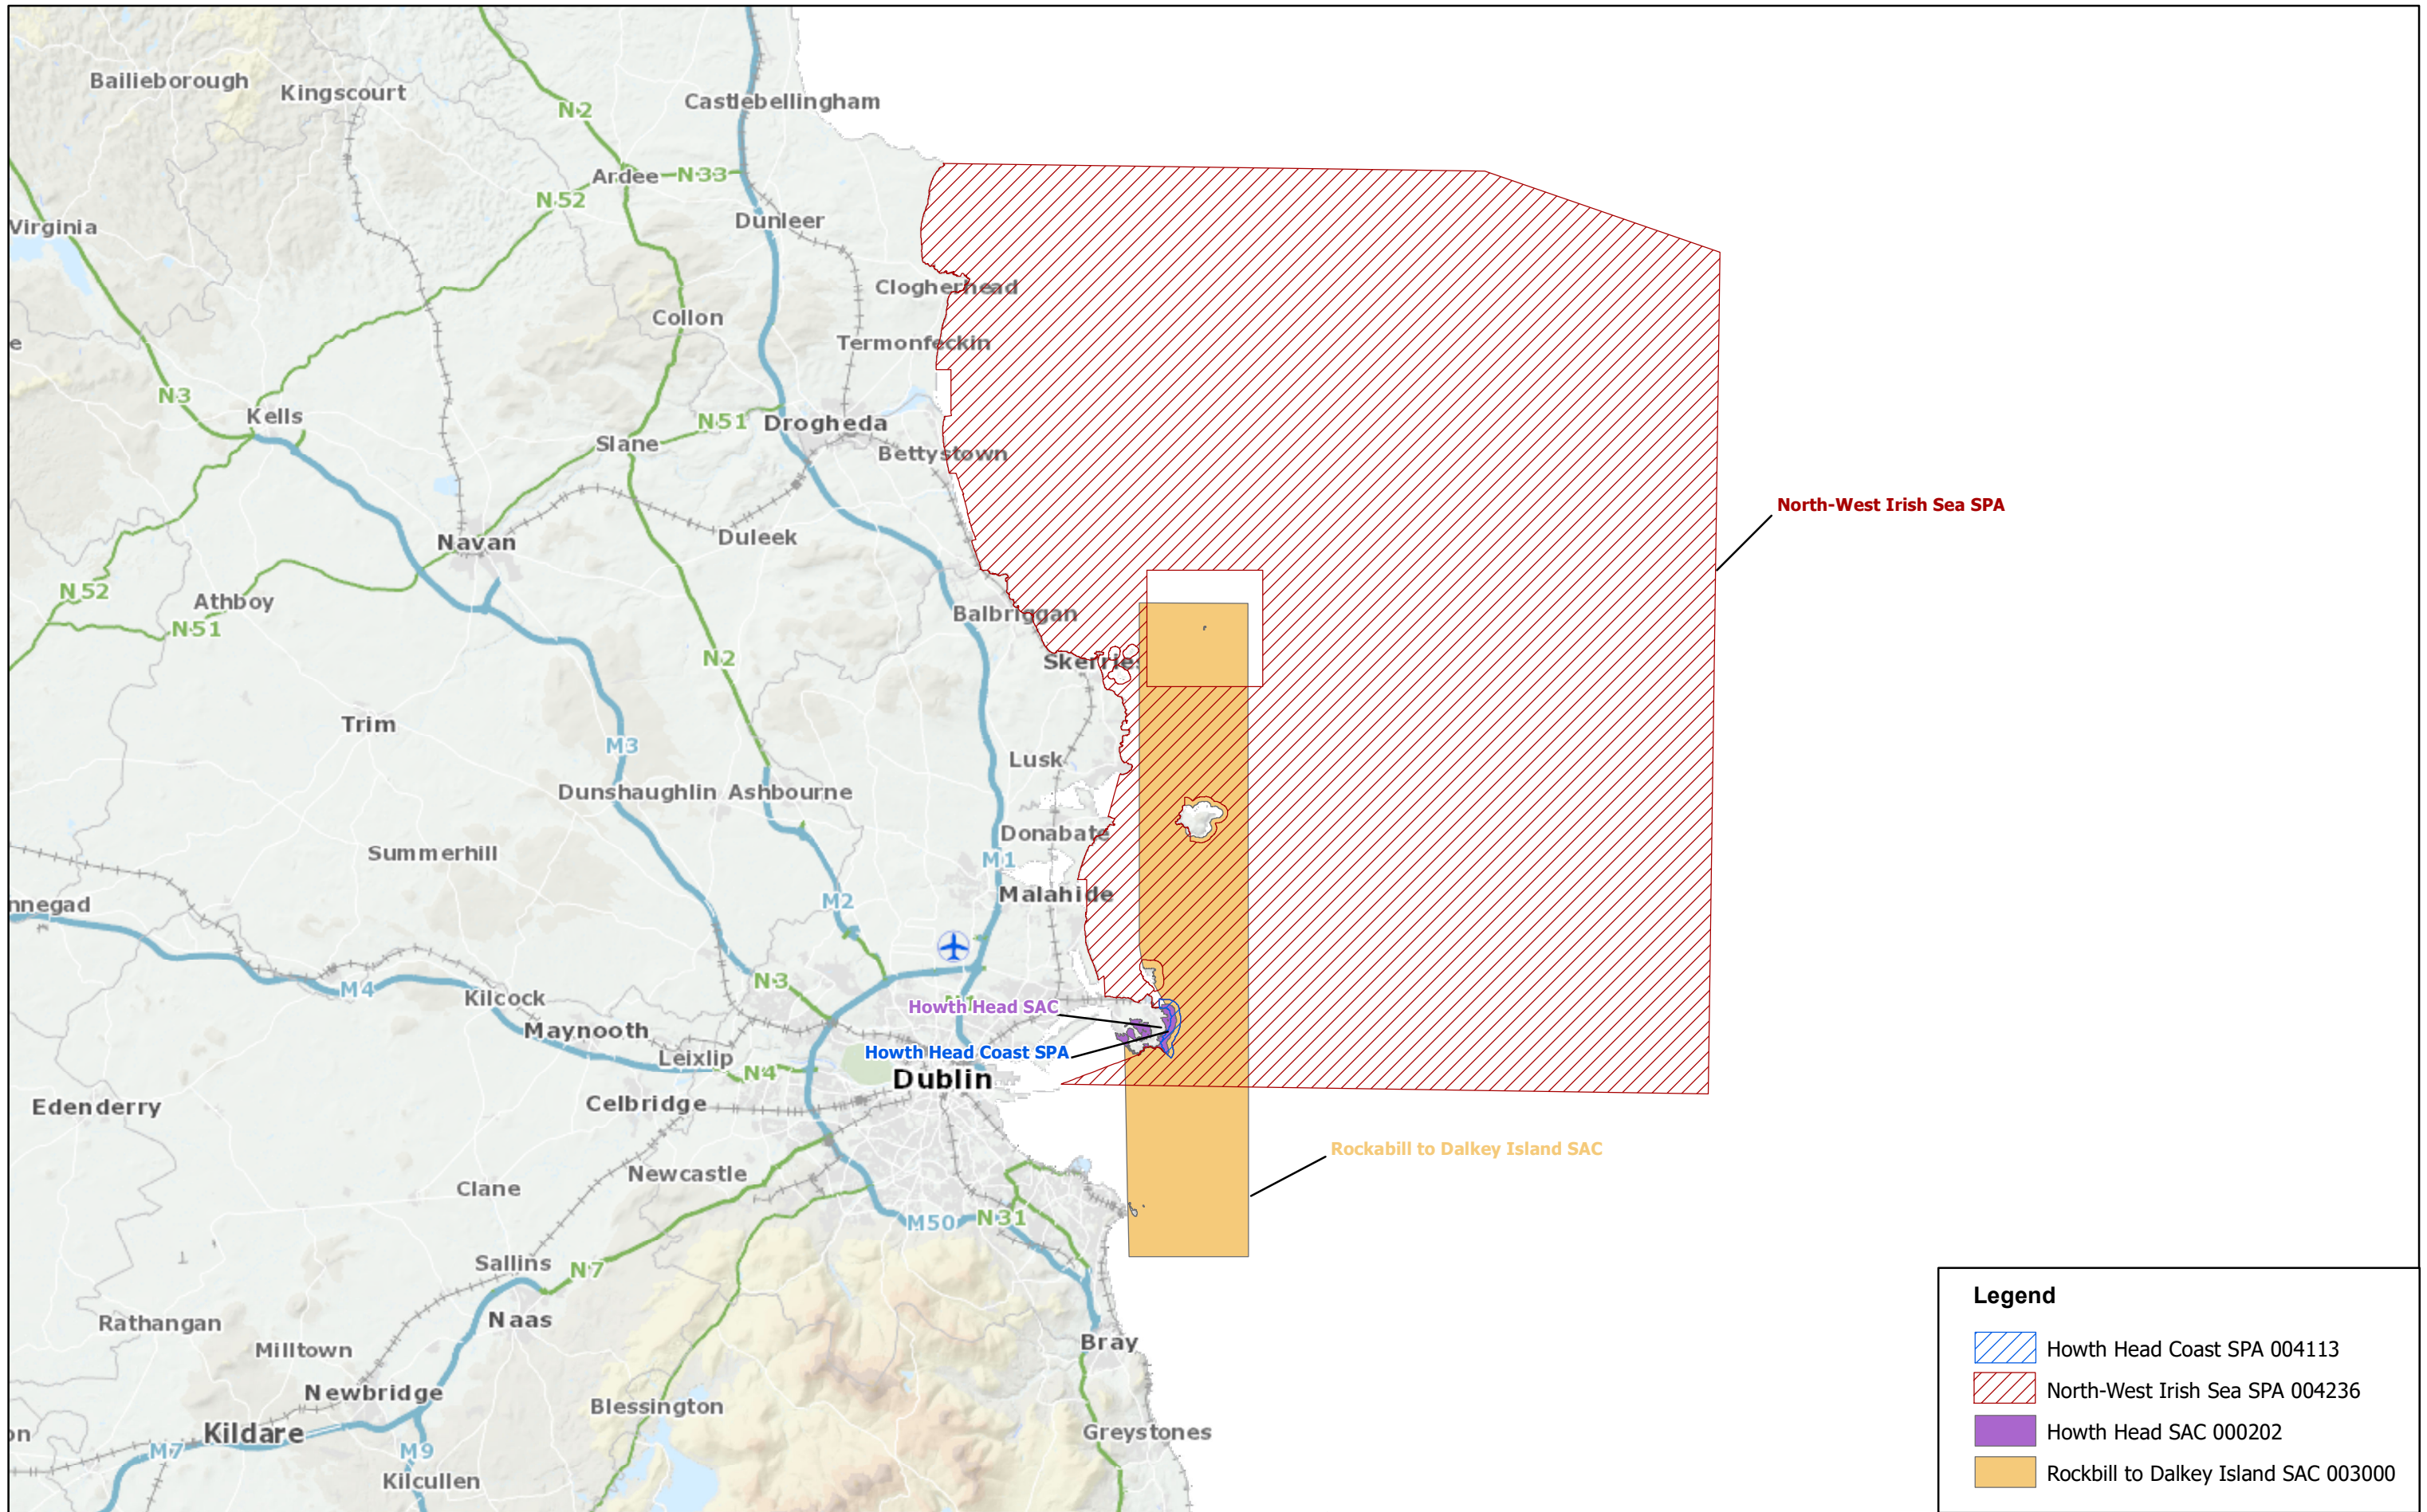 Bailieborough
Kingscourt
N2
Castlebellingham
Ardee
N33
N52
Virginia
Dunleer
Clogherhead
Collon
Termonfeckin
e
N3
Kells
N51
Drogheda
Slane
Bettystown
North-West Irish Sea SPA
Navan
Duleek
N52
Athboy
N51
Balbriggan
N2
Skerries
Trim
M3
Lusk
Dunshaughlin
Ashbourne
Donabate
Summerhill
M1
Malahide
M2
nnegad
N3
M4
Kilcock
Howth Head SAC
Maynooth
Leixlip
Howth Head Coast SPA
N4
Dublin
Celbridge
Edenderry
Rockabill to Dalkey Island SAC
Newcastle
Clane
M50
N31
Sallins
N7
Naas
Rathangan
Milltown
Bray
Newbridge
Blessington
Kildare
Greystones
on
M7
M9
Kilcullen
Legend
Howth Head Coast SPA 004113
North-West Irish Sea SPA 004236
Howth Head SAC 000202
Rockbill to Dalkey Island SAC 003000